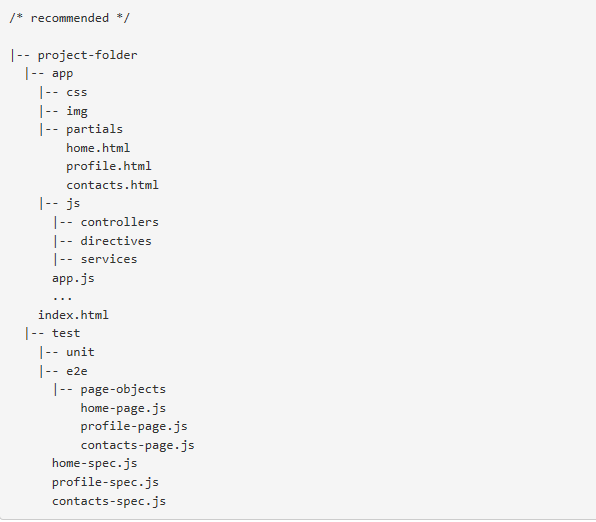 /* recommended */

|-- project-folder
  |-- app
    |-- css
    |-- img
    |-- partials
        home.html
        profile.html
        contacts.html
    |-- js
      |-- controllers
      |-- directives
      |-- services
      app.js
      ...
    index.html
  |-- test
    |-- unit
    |-- e2e
      |-- page-objects
          home-page.js
          profile-page.js
          contacts-page.js
      home-spec.js
      profile-spec.js
      contacts-spec.js